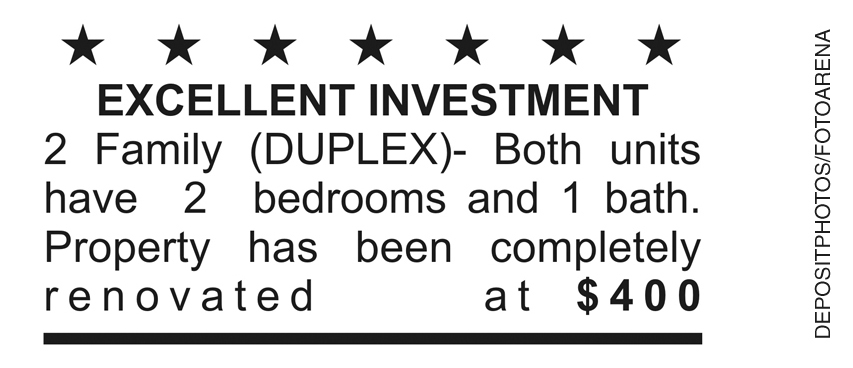 EXCELLENT INVESTMENT
2 Family (DUPLEX)- Both units
have 2 bedrooms and 1 bath.
Property has been completely
renovated at $400
DEPOSITPHOTOS/FOTOARENA